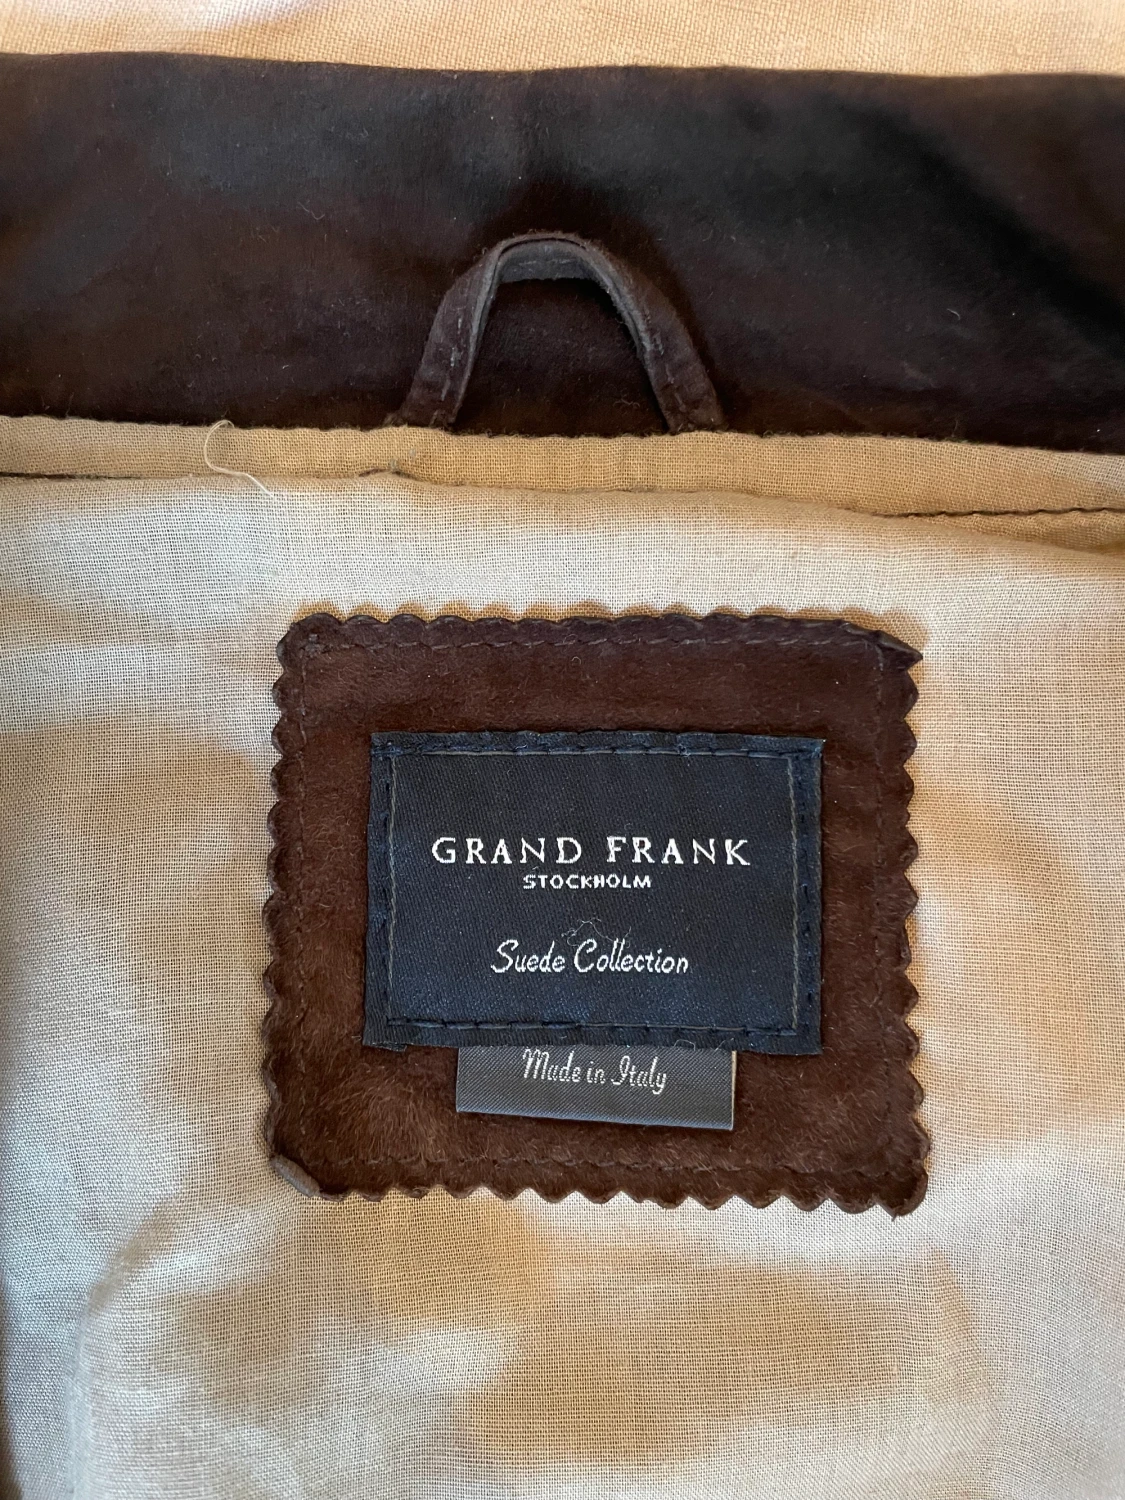 GRAND FRANK
STOCKHOLM
Suede Collection
Made in Italy